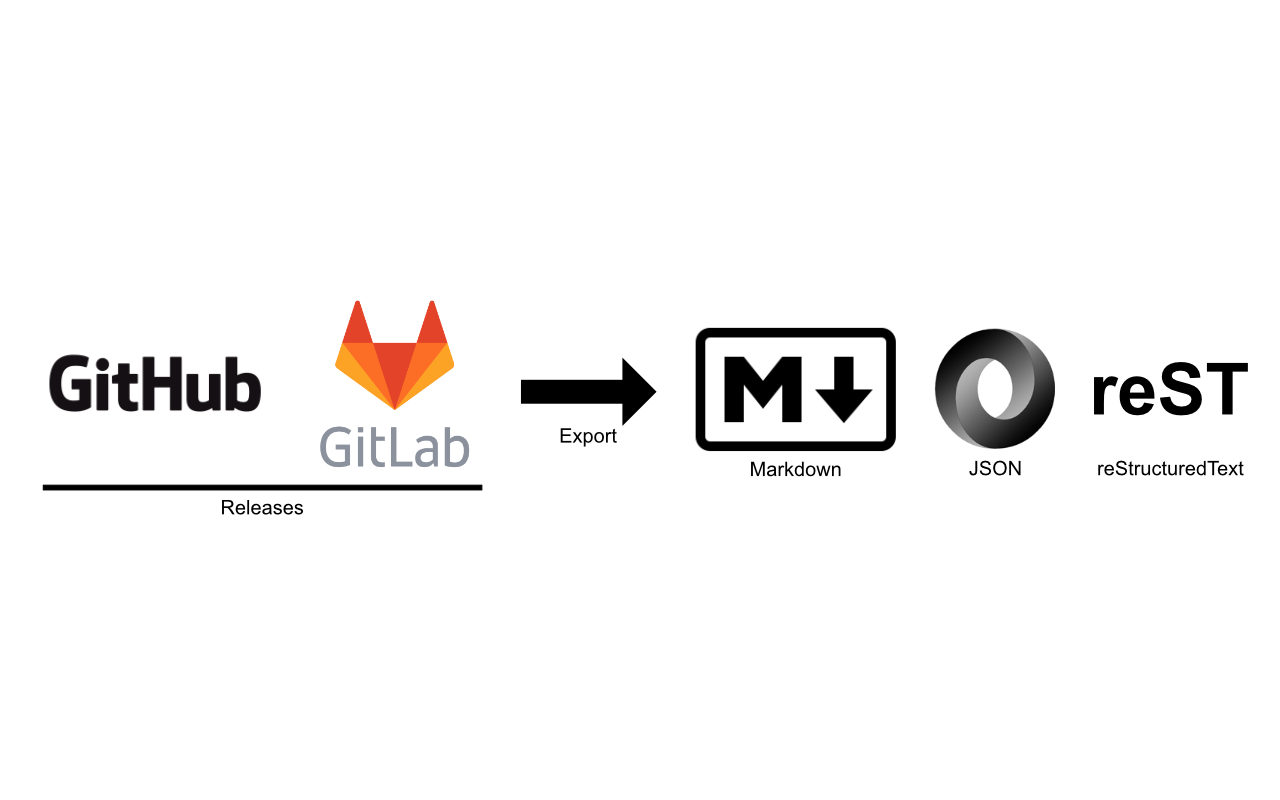 GitHub
GitLab
Releases
Export
M
Markdown
JSON
reST
reStructuredText